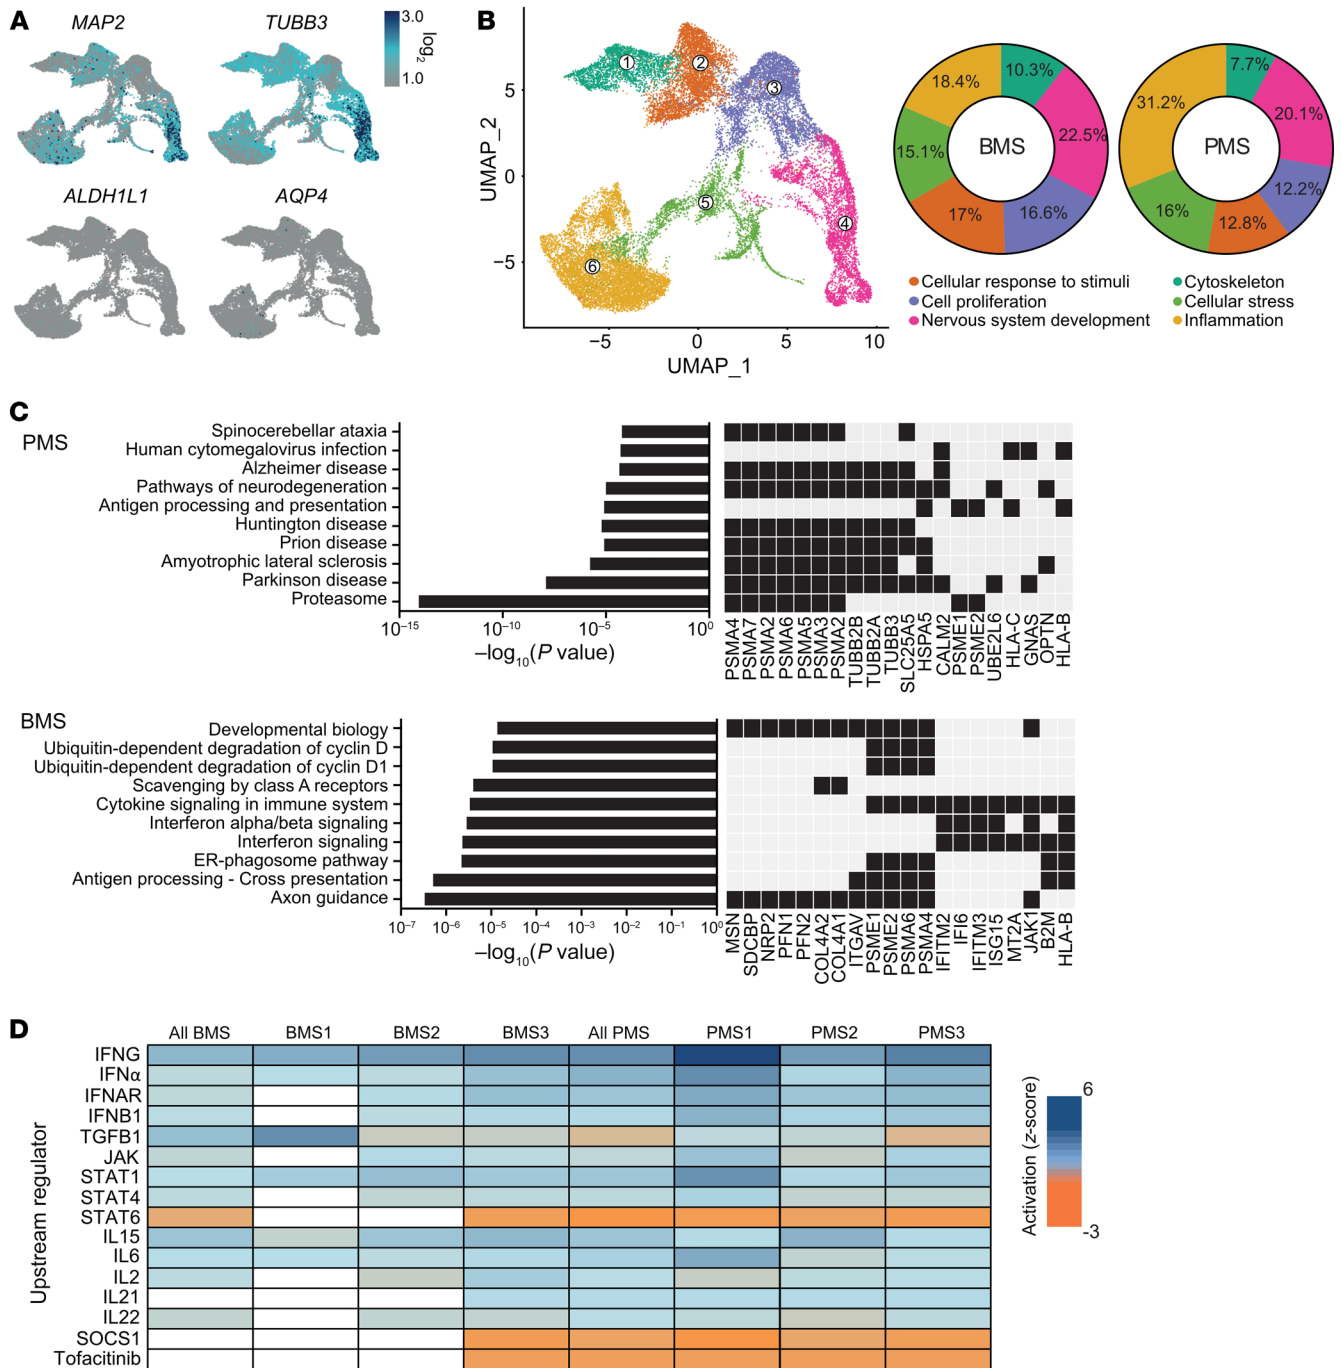 A
MAP2
TUBB3
3.0
log2
1.0
ALDH1L1
AQP4
B
UMAP_2
5
0
−5
1
2
3
4
5
6
−5
0
5
10
UMAP_1
18.4%
10.3%
22.5%
16.6%
17%
15.1%
BMS
31.2%
7.7%
20.1%
12.2%
12.8%
16%
PMS
Cellular response to stimuli
Cell proliferation
Nervous system development
Cytoskeleton
Cellular stress
Inflammation
C
PMS
Spinocerebellar ataxia
Human cytomegalovirus infection
Alzheimer disease
Pathways of neurodegeneration
Antigen processing and presentation
Huntington disease
Prion disease
Amyotrophic lateral sclerosis
Parkinson disease
Proteasome
10-15
10-10
10-5
100
–log10(P value)
PSMA4
PSMA7
PSMA2
PSMA6
PSMA5
PSMA3
PSMA2
TUBB2B
TUBB2A
TUBB3
SLC25A5
HSPA5
CALM2
PSME1
PSME2
UBE2L6
HLA-C
GNAS
OPTN
HLA-B
BMS
Developmental biology
Ubiquitin-dependent degradation of cyclin D
Ubiquitin-dependent degradation of cyclin D1
Scavenging by class A receptors
Cytokine signaling in immune system
Interferon alpha/beta signaling
Interferon signaling
ER-phagosome pathway
Antigen processing - Cross presentation
Axon guidance
10-7
10-6
10-5
10-4
10-3
10-2
10-1
100
–log10(P value)
MSN
SDCBP
NRP2
PFN1
PFN2
COL4A2
COL4A1
ITGAV
PSME1
PSME2
PSMA6
PSMA4
IFITM2
IFI6
IFITM3
ISG15
MT2A
JAK1
B2M
HLA-B
D
All BMS
BMS1
BMS2
BMS3
All PMS
PMS1
PMS2
PMS3
Upstream regulator
IFNG
IFNα
IFNAR
IFNB1
TGFB1
JAK
STAT1
STAT4
STAT6
IL15
IL6
IL2
IL21
IL22
SOCS1
Tofacitinib
Activation (z-score)
6
-3